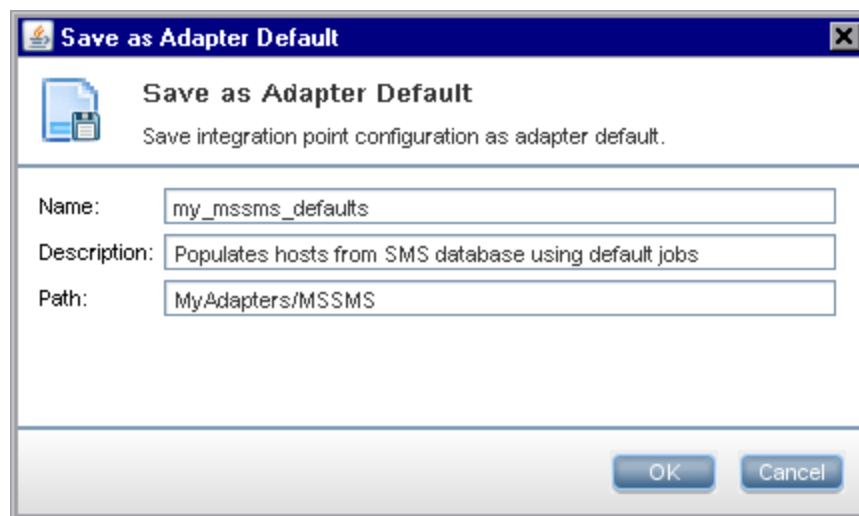 Save as Adapter Default
Save as Adapter Default
Save integration point configuration as adapter default.
Name: my_mssms_defaults
Description: Populates hosts from SMS database using default jobs
Path: MyAdapters/MSSMS
OK Cancel